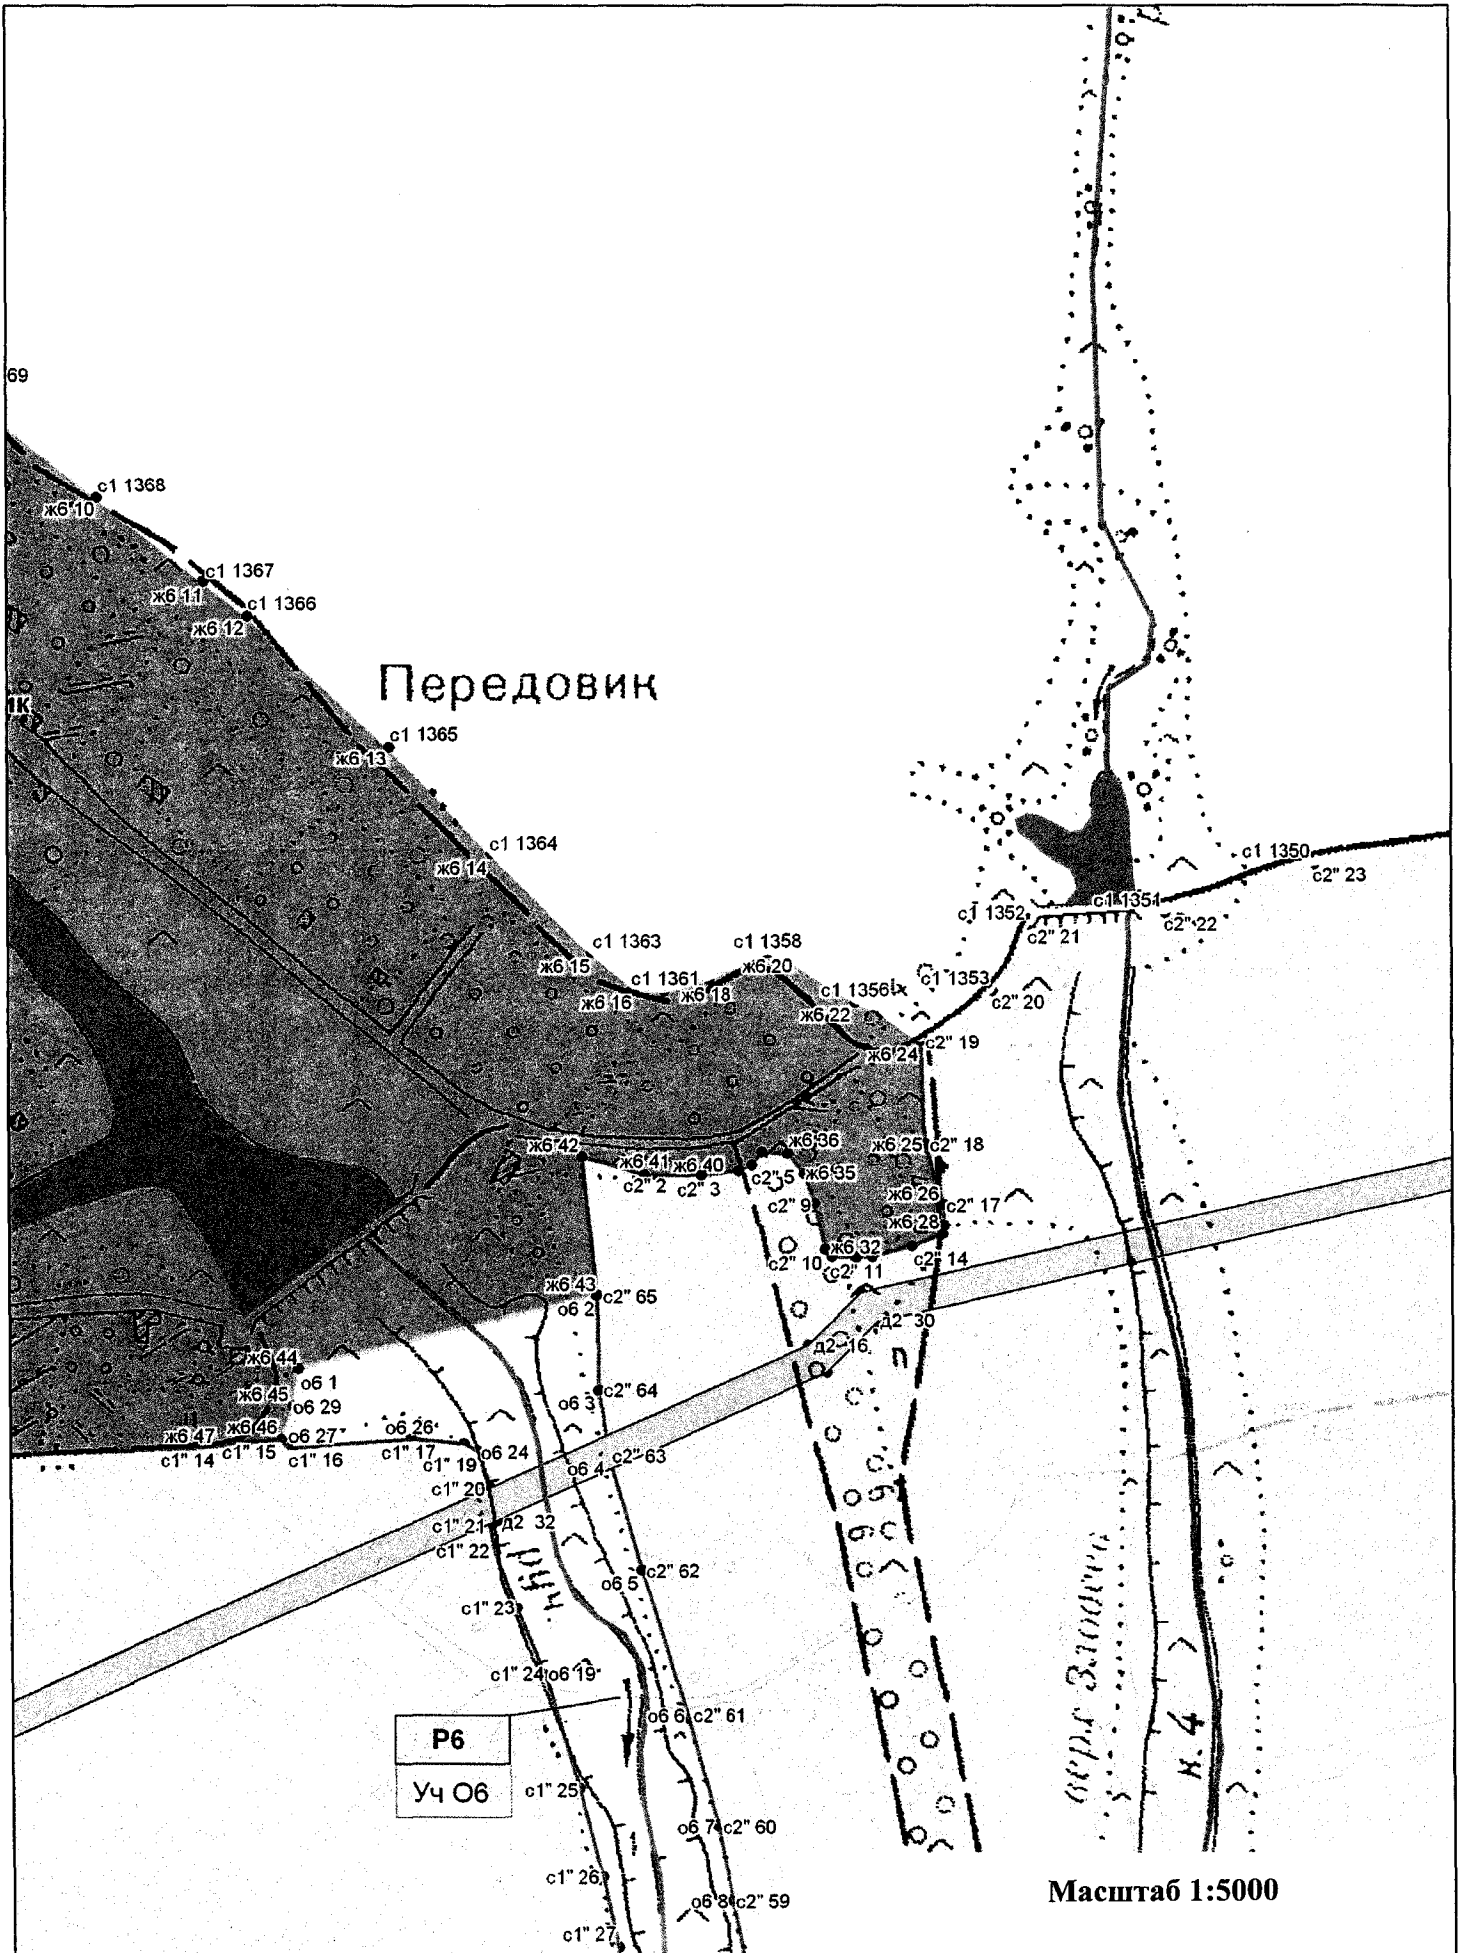 69
с1 1368
ж6 10
с1 1367
ж6 11
с1 1366
ж6 12
ик
Передовик
с1 1365
ж6 13
с1 1364
ж6 14
с1 1350
с2" 23
с1 1351
с1 1352
с2" 22
с2" 21
с1 1363
с1 1358
ж6 15
ж6 20
с1 1361
с1 1353
ж6 16
ж6 18
с1 1356
с2" 20
ж6 22
с2" 19
ж6 24
ж6 42
ж6 36
ж6 25
с2" 18
ж6 41
ж6 40
с2" 5
ж6 35
с2" 2
с2" 3
ж6 26
с2" 9
с2" 17
ж6 28
ж6 32
с2" 10
с2" 11
с2" 14
ж6 43
с2" 65
о6 2
д2 30
д2 16
п
ж6 44
о6 1
ж6 45
с2" 64
о6 3
о6 29
ж6 46
о6 27
о6 26
ж6 47
с1" 14
с1" 15
с1" 16
с1" 17
с1" 19
о6 24
с2" 63
о6 4
с1" 20
с1" 21
д2 32
с1" 22
руч.
с2" 62
о6 5
с1" 23
с1" 24
о6 19
о6 6
с2" 61
Р6
Уч О6
с1" 25
о6 7
с2" 60
с1" 26
о6 8
с2" 59
с1" 27
н. 4
Масштаб 1:5000